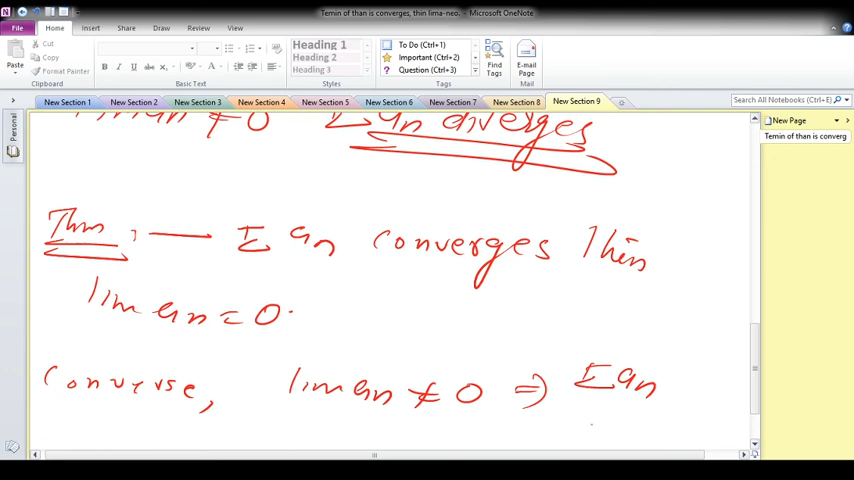 Temin of than is converges, thin lima-neo. - Microsoft OneNote
File Home Insert Share Draw Review View
Paste Cut Copy Format Painter
Clipboard
B I U abc
Basic Text
Heading 1
Heading 2
Heading 3
Styles
To Do (Ctrl+1)
Important (Ctrl+2)
Question (Ctrl+3)
Tags
Find Tags
E-mail Page
E-mail
New Section 1 New Section 2 New Section 3 New Section 4 New Section 5 New Section 6 New Section 7 New Section 8 New Section 9
Search All Notebooks (Ctrl+E)
Personal
New Page
Temin of than is converg
lim an ≠ 0 Σ an diverges
Thm : — Σ an converges then
lim an = 0.
Converse, lim an ≠ 0 ⇒ Σ an